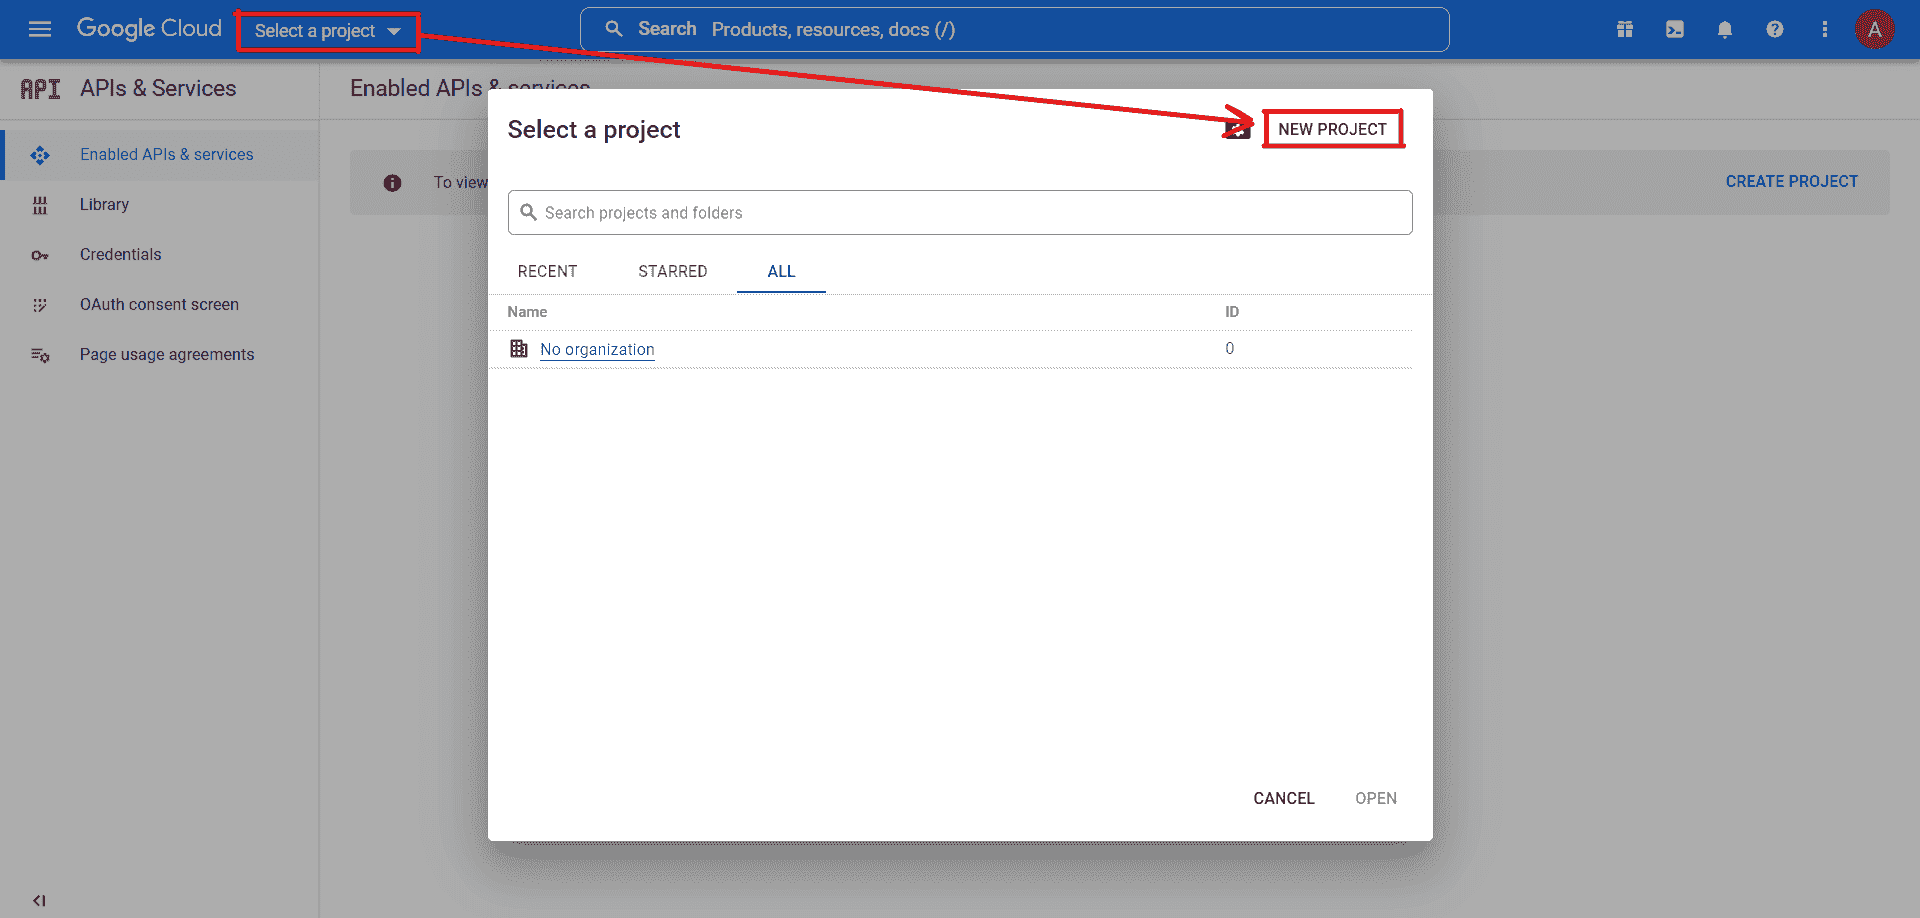 Google Cloud
Select a project
Search Products, resources, docs (/)
A
API APIs & Services
Enabled APIs & services
Enabled APIs & services
Library
Credentials
OAuth consent screen
Page usage agreements
To view
CREATE PROJECT
Select a project
NEW PROJECT
Search projects and folders
RECENT
STARRED
ALL
Name
ID
No organization
0
CANCEL
OPEN